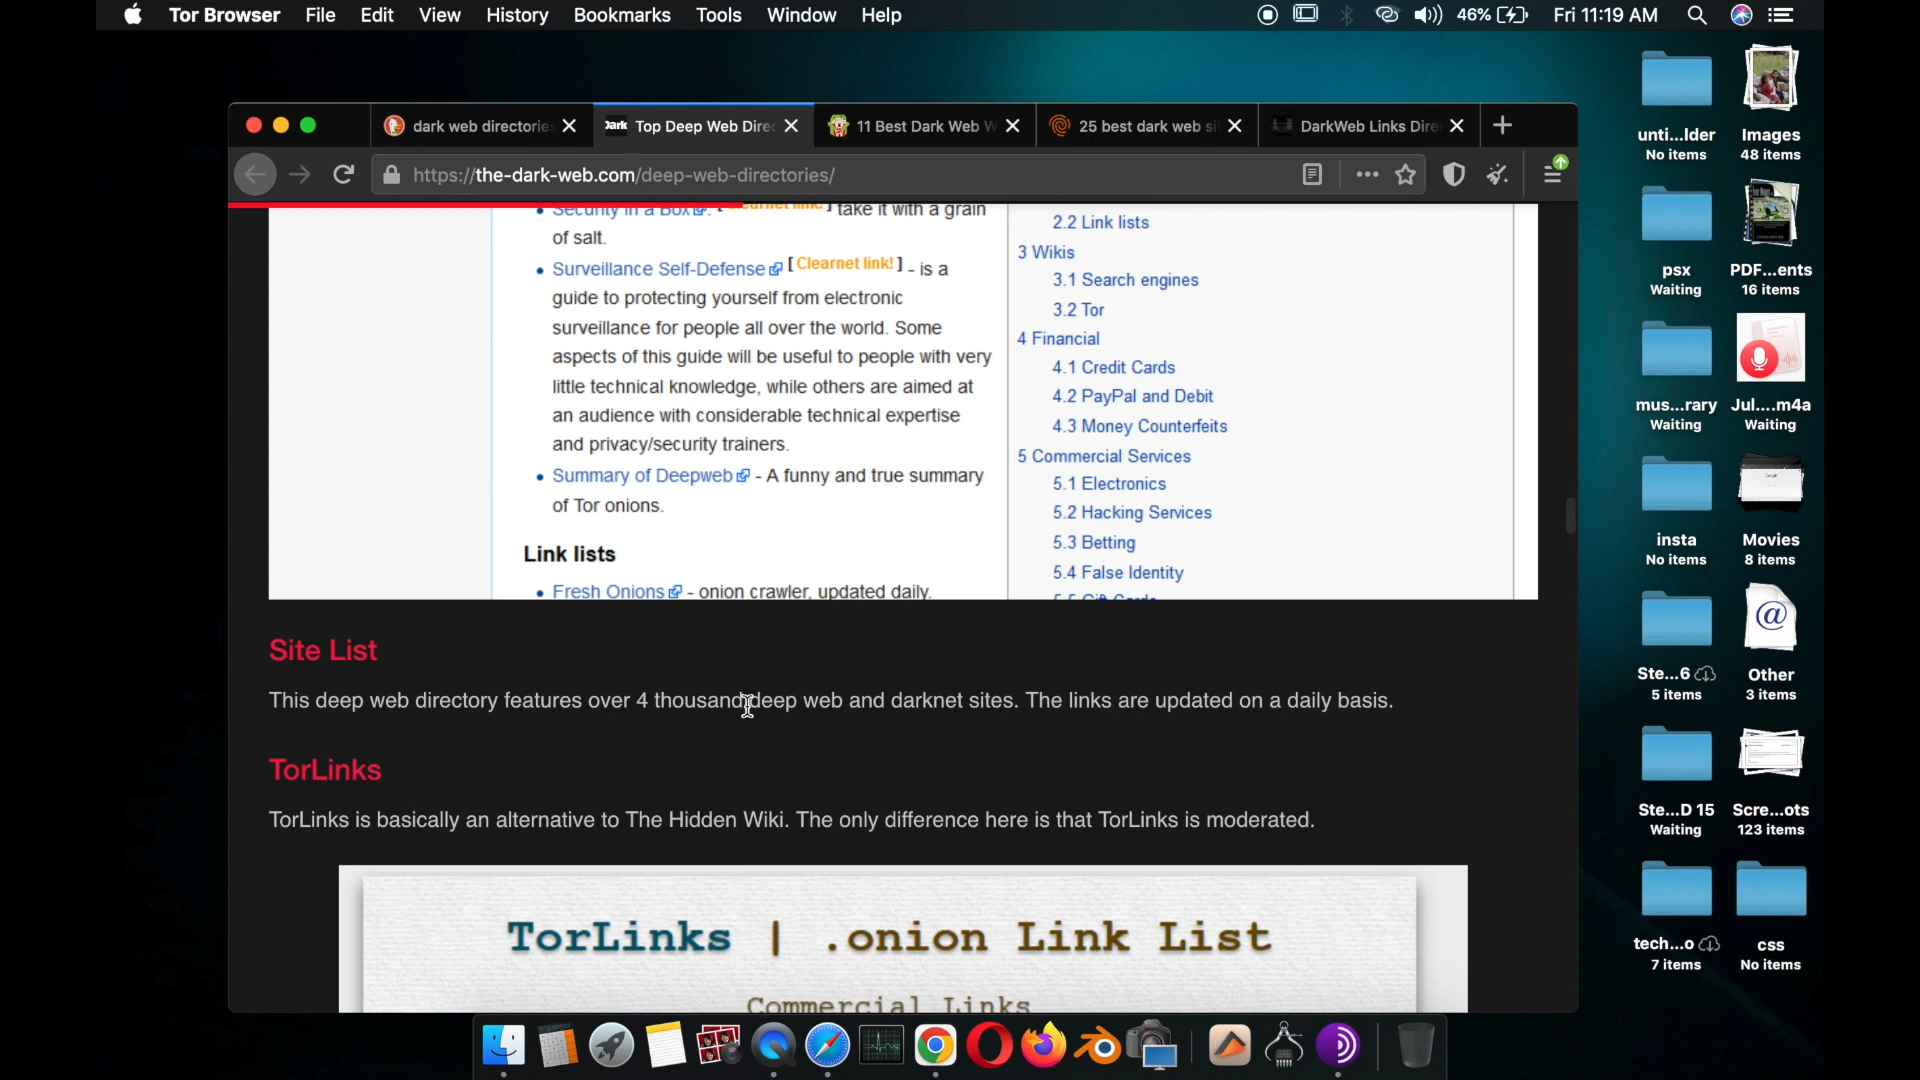 Tor Browser File Edit View History Bookmarks Tools Window Help 46% Fri 11:19 AM
dark web directories Top Deep Web Direc 11 Best Dark Web W 25 best dark web si DarkWeb Links Dire
https://the-dark-web.com/deep-web-directories/
Security in a Box. [Clearnet link!] take it with a grain
of salt.
Surveillance Self-Defense [Clearnet link!] - is a
guide to protecting yourself from electronic
surveillance for people all over the world. Some
aspects of this guide will be useful to people with very
little technical knowledge, while others are aimed at
an audience with considerable technical expertise
and privacy/security trainers.
Summary of Deepweb - A funny and true summary
of Tor onions.
Link lists
Fresh Onions - onion crawler, updated daily.
2.2 Link lists
3 Wikis
3.1 Search engines
3.2 Tor
4 Financial
4.1 Credit Cards
4.2 PayPal and Debit
4.3 Money Counterfeits
5 Commercial Services
5.1 Electronics
5.2 Hacking Services
5.3 Betting
5.4 False Identity
5.5 Gift Cards
Site List
This deep web directory features over 4 thousand deep web and darknet sites. The links are updated on a daily basis.
TorLinks
TorLinks is basically an alternative to The Hidden Wiki. The only difference here is that TorLinks is moderated.
TorLinks | .onion Link List
Commercial Links
unti...lder Images
No items 48 items
psx PDF...ents
Waiting 16 items
mus...rary Jul....m4a
Waiting Waiting
insta Movies
No items 8 items
Ste...6 Other
5 items 3 items
Ste...D 15 Scre...ots
Waiting 123 items
tech...o css
7 items No items